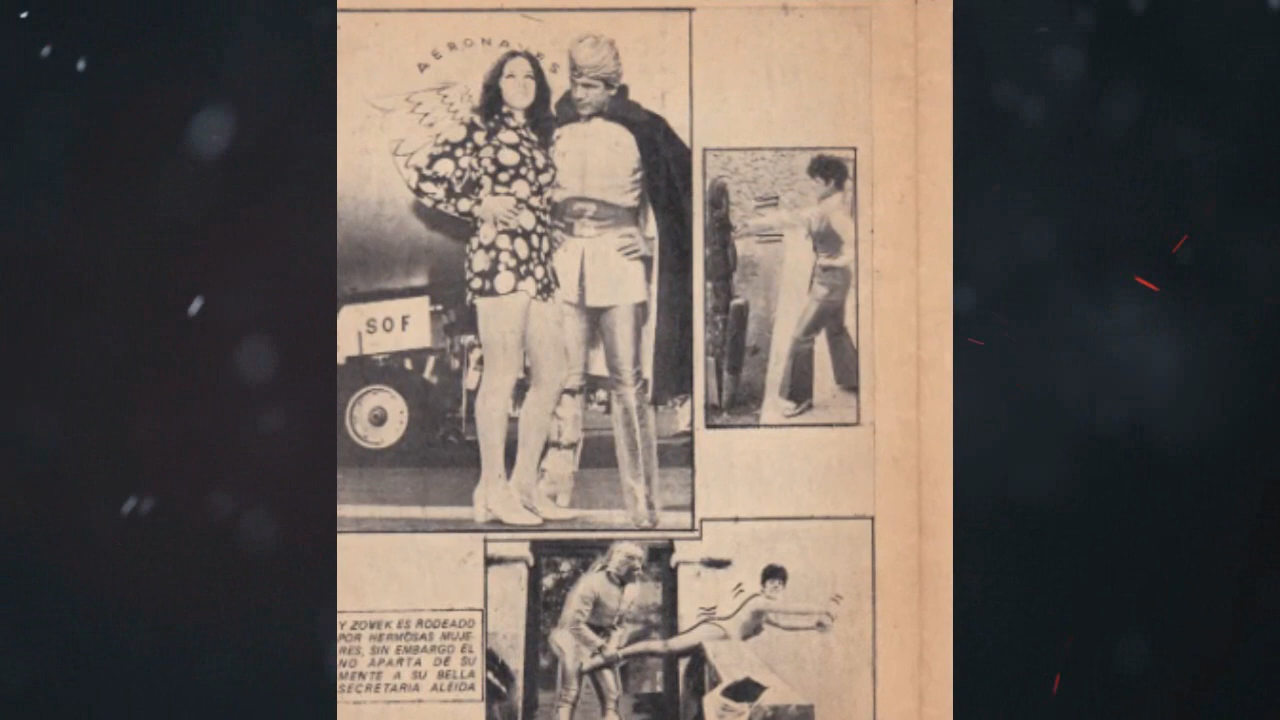 AERONAVES
SOF
Y ZOVEK ES RODEADO
POR HERMOSAS MUJE-
RES, SIN EMBARGO EL
NO APARTA DE SU
MENTE A SU BELLA
SECRETARIA ALEIDA